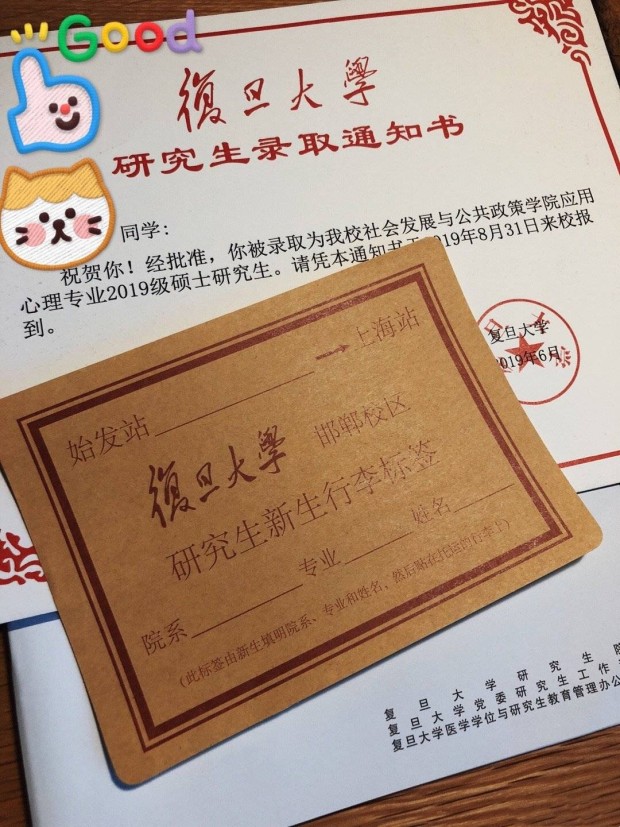 Good
復旦大學
研究生录取通知书
同学：
祝贺你！经批准，你被录取为我校社会发展与公共政策学院应用
心理专业2019级硕士研究生。请凭本通知书于2019年8月31日来校报
到。
复旦大学
2019年6月
始发站 上海站
復旦大學 邯郸校区
研究生新生行李标签
院系 专业 姓名
（此标签由新生填明院系、专业和姓名，然后贴在托运的行李上）
复旦大学研究生院
复旦大学党委研究生工作
复旦大学医学学位与研究生教育管理办公